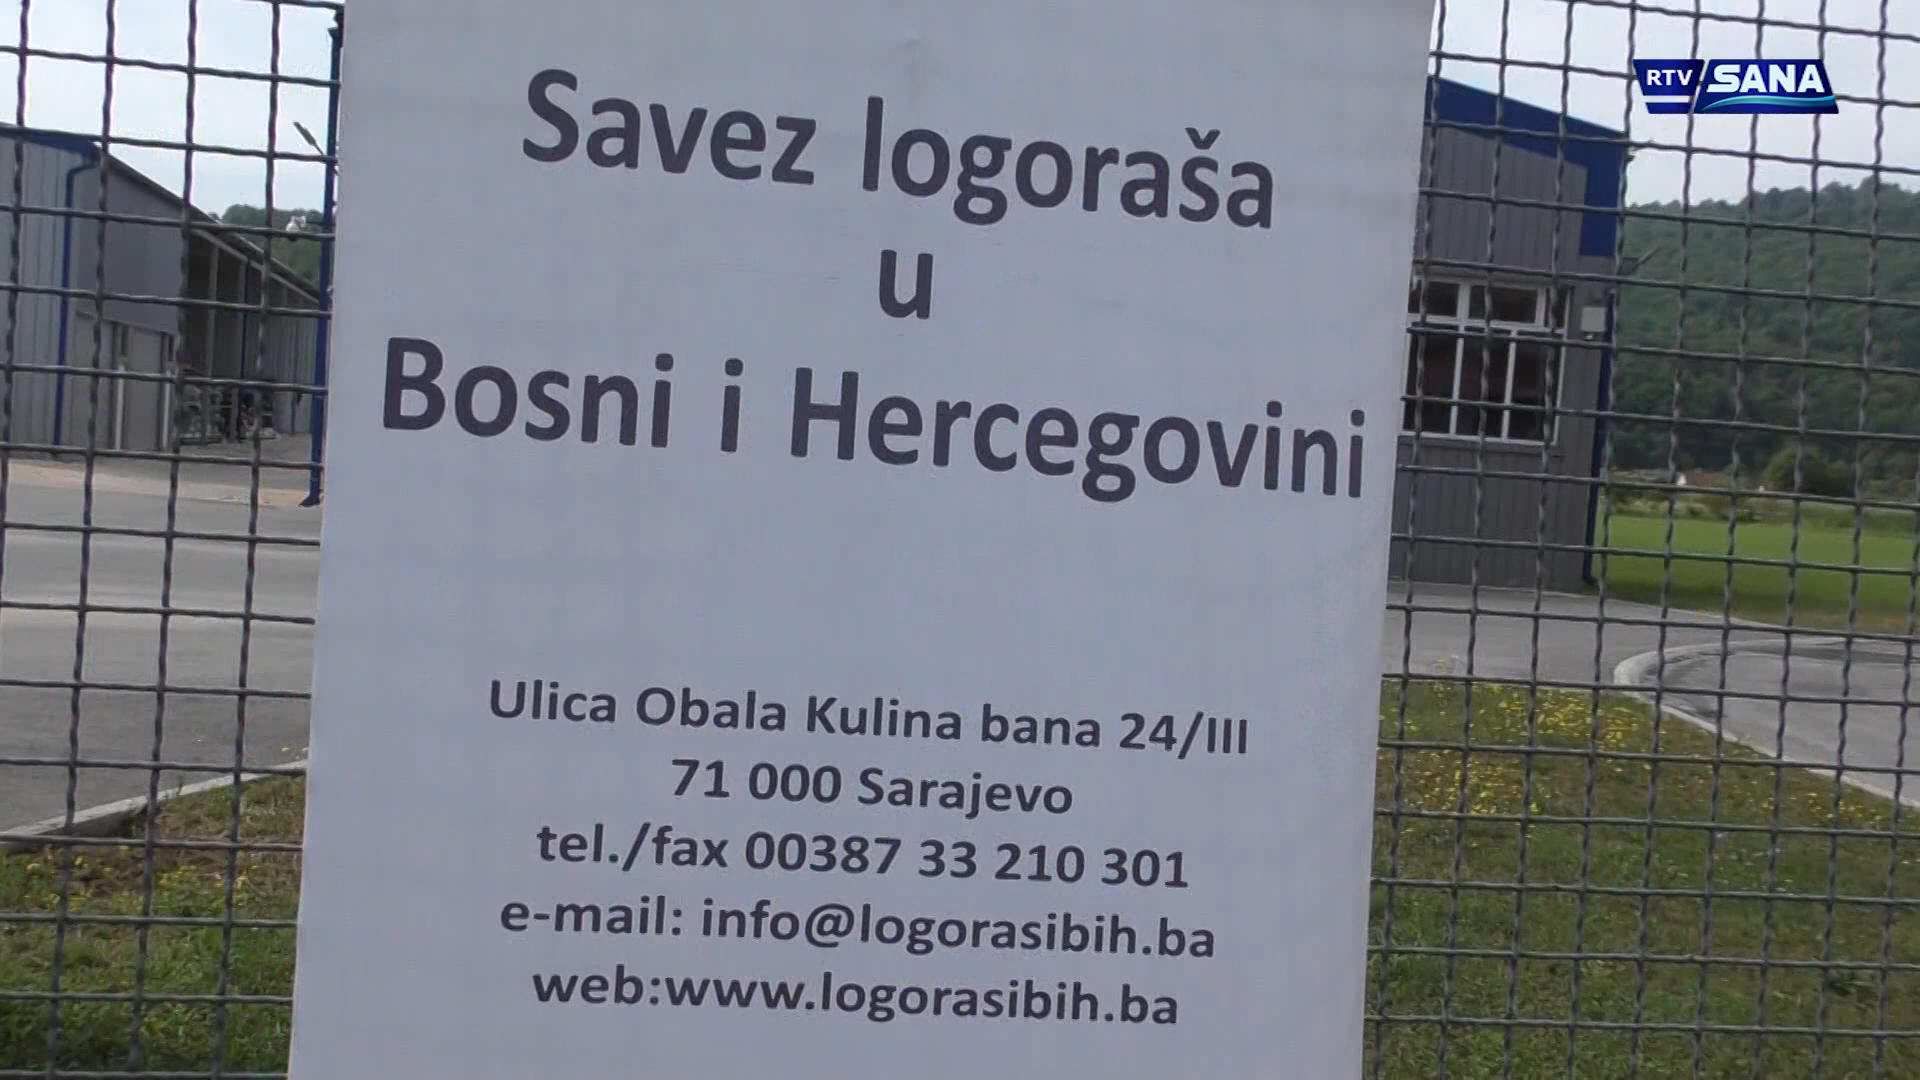 RTV SANA
Savez logoraša
u
Bosni i Hercegovini
Ulica Obala Kulina bana 24/III
71 000 Sarajevo
tel./fax 00387 33 210 301
e-mail: info@logorasibih.ba
web:www.logorasibih.ba